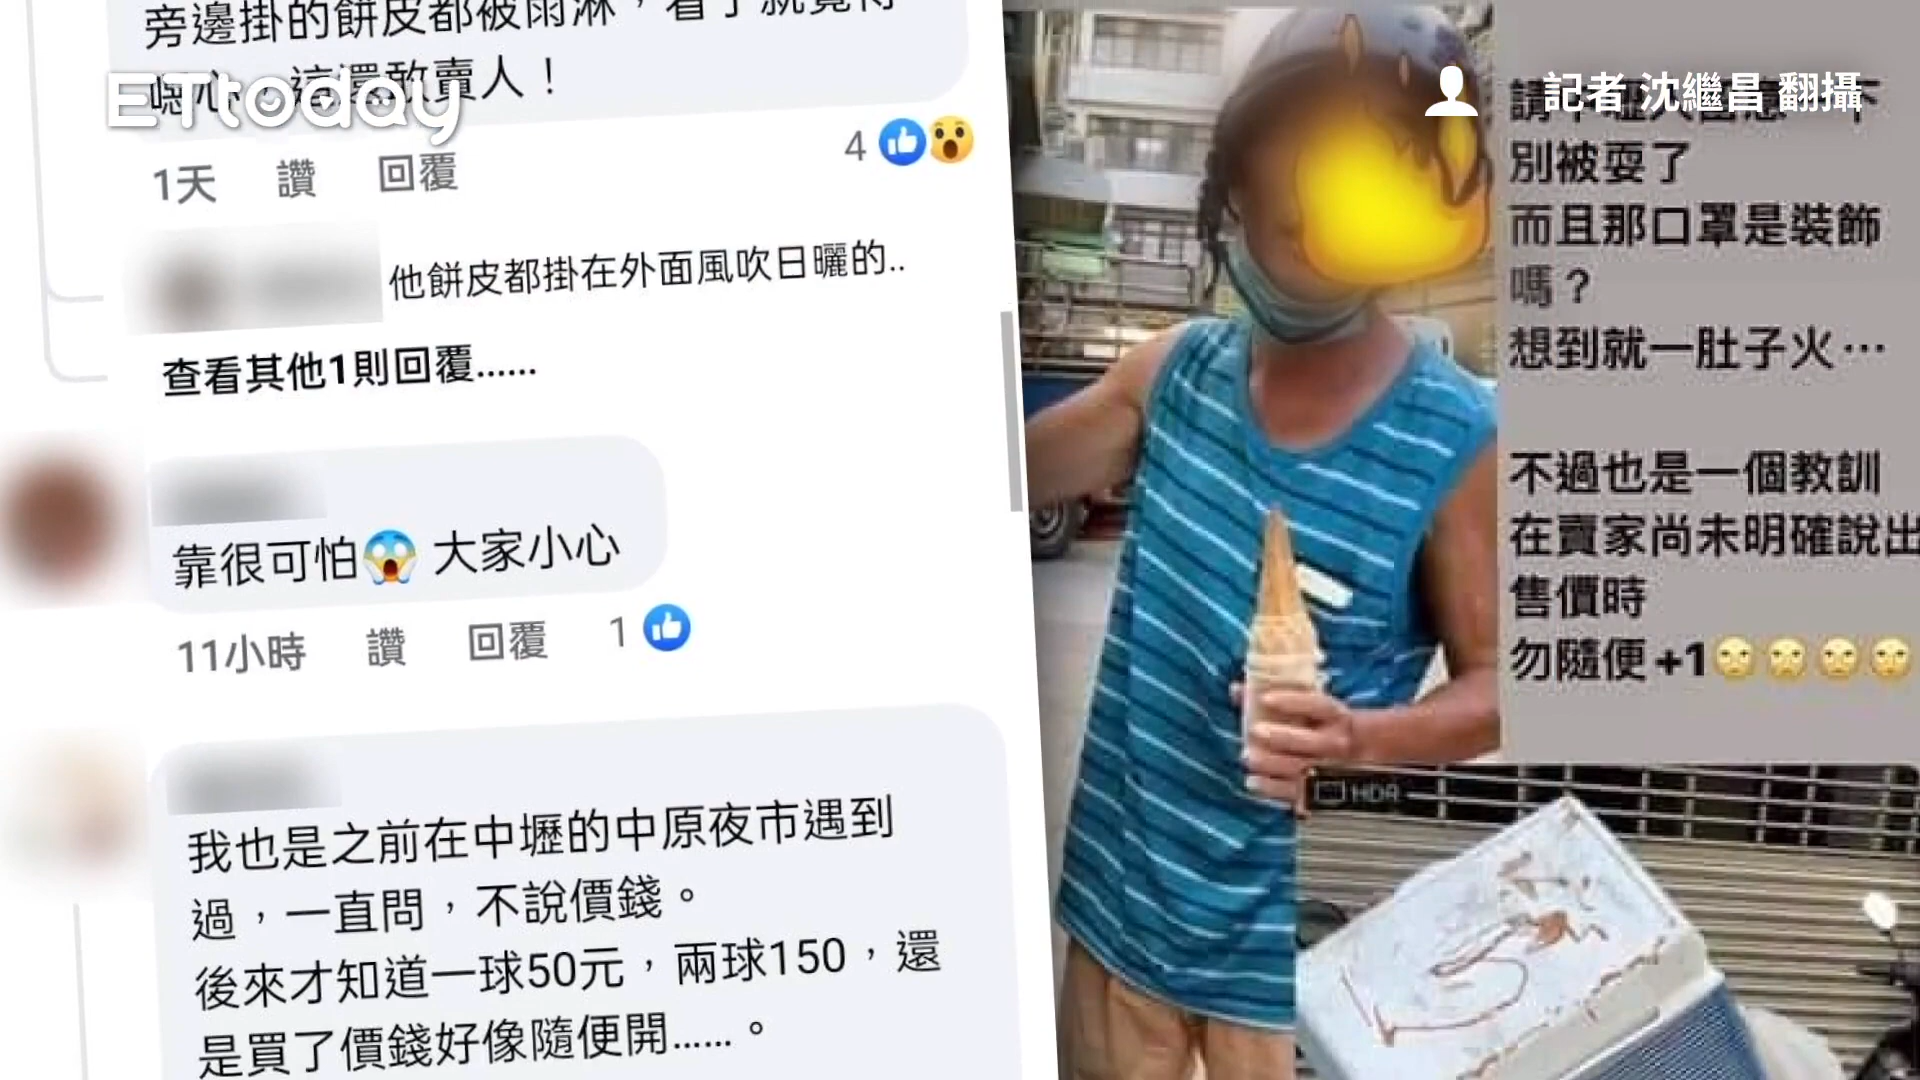 旁邊掛的餅皮都被雨淋，看了就覺得
噁心，這還敢賣人！
ETtoday
1天 讚 回覆
4
他餅皮都掛在外面風吹日曬的..
查看其他1則回覆......
靠很可怕 大家小心
11小時 讚 回覆 1
我也是之前在中壢的中原夜市遇到
過，一直問，不說價錢。
後來才知道一球50元，兩球150，還
是買了價錢好像隨便開......。
記者 沈繼昌 翻攝
別被耍了
而且那口罩是裝飾
嗎？
想到就一肚子火…
不過也是一個教訓
在賣家尚未明確說出
售價時
勿隨便+1
HDR